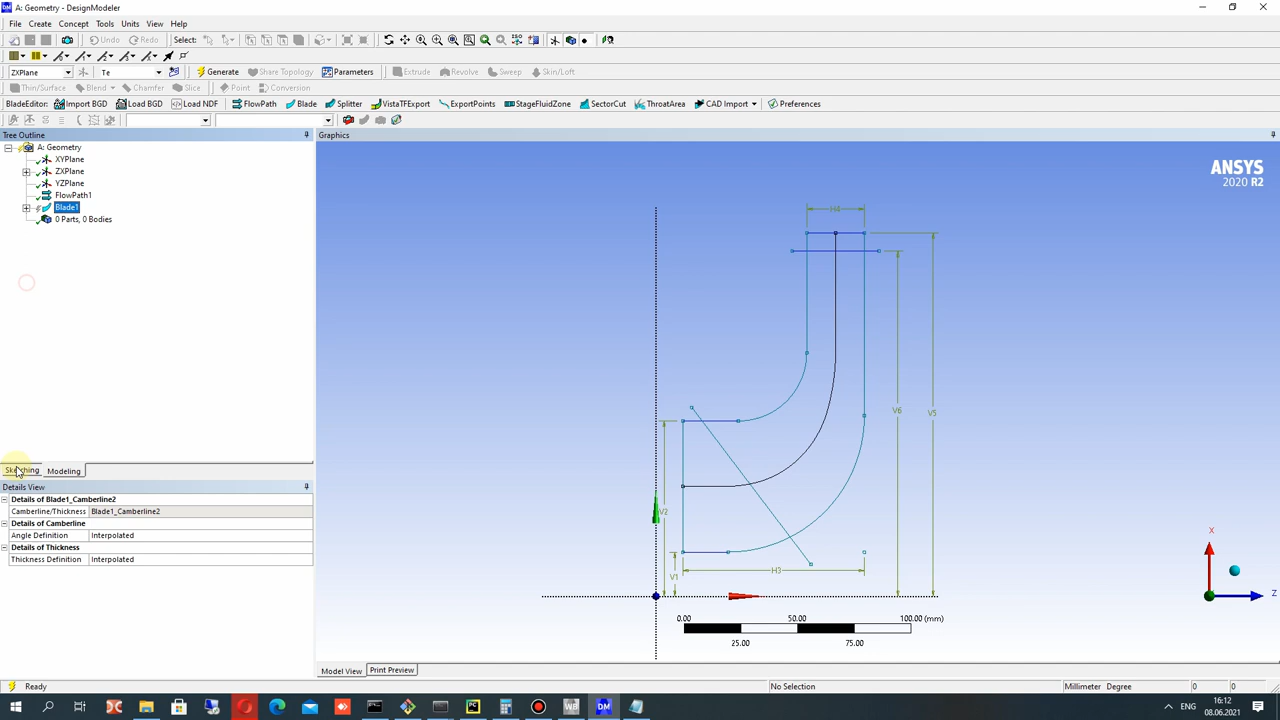 A: Geometry - DesignModeler
File Create Concept Tools Units View Help
Undo Redo Select:
ZXPlane Te Generate Share Topology Parameters Extrude Revolve Sweep Skin/Loft
Thin/Surface Blend Chamfer Slice Point Conversion
BladeEditor: Import BGD Load BGD Load NDF FlowPath Blade Splitter VistaTFExport ExportPoints StageFluidZone SectorCut ThroatArea CAD Import Preferences
Tree Outline
Graphics
A: Geometry
XYPlane
ZXPlane
YZPlane
FlowPath1
Blade1
0 Parts, 0 Bodies
Sketching Modeling
Details View
Details of Blade1_Camberline2
Camberline/Thickness Blade1_Camberline2
Details of Camberline
Angle Definition Interpolated
Details of Thickness
Thickness Definition Interpolated
ANSYS
2020 R2
H4
V6
V5
V2
V1
H3
0.00 50.00 100.00 (mm)
25.00 75.00
X
Z
Model View Print Preview
Ready
No Selection
Millimeter Degree 0 0
ENG
16:12
08.06.2021